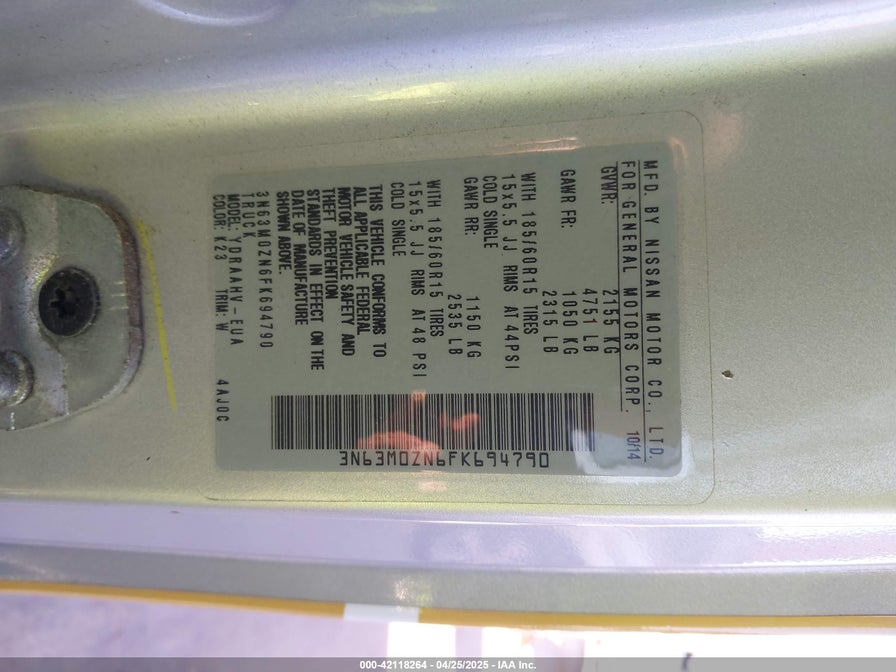 MFD. BY NISSAN MOTOR CO., LTD.
FOR GENERAL MOTORS CORP. 10/14
GVWR: 2155 KG
4751 LB
GAWR FR: 1050 KG
2315 LB
WITH 185/60R15 TIRES
15x5.5 JJ RIMS AT 44PSI
COLD SINGLE
GAWR RR: 1150 KG
2535 LB
WITH 185/60R15 TIRES
15x5.5 JJ RIMS AT 48 PSI
COLD SINGLE
THIS VEHICLE CONFORMS TO
ALL APPLICABLE FEDERAL
MOTOR VEHICLE SAFETY AND
THEFT PREVENTION
STANDARDS IN EFFECT ON THE
DATE OF MANUFACTURE
SHOWN ABOVE.
3N63M0ZN6FK694790
TRUCK
MODEL: YDRAAHV-EUA
COLOR: K23 TRIM: W 4AJ0C
3N63M0ZN6FK694790
000-42118264 - 04/25/2025 - IAA Inc.